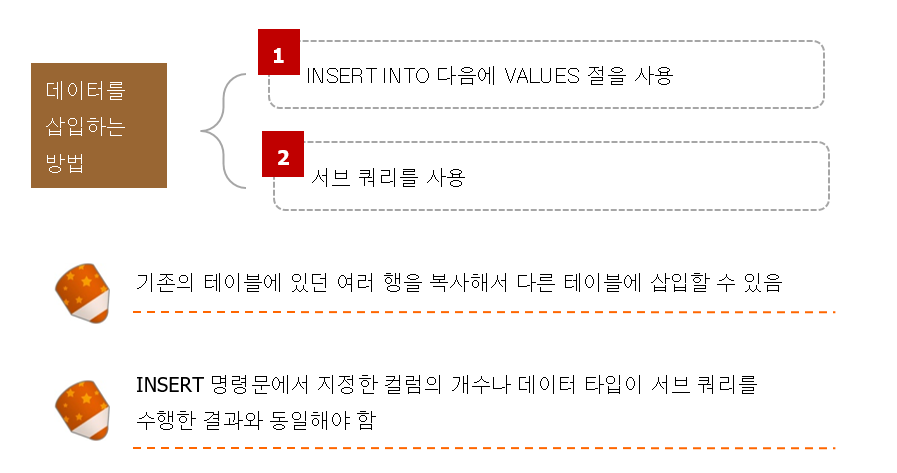 데이터를
삽입하는
방법
1
INSERT INTO 다음에 VALUES 절을 사용
2
서브 쿼리를 사용
기존의 테이블에 있던 여러 행을 복사해서 다른 테이블에 삽입할 수 있음
INSERT 명령문에서 지정한 컬럼의 개수나 데이터 타입이 서브 쿼리를
수행한 결과와 동일해야 함